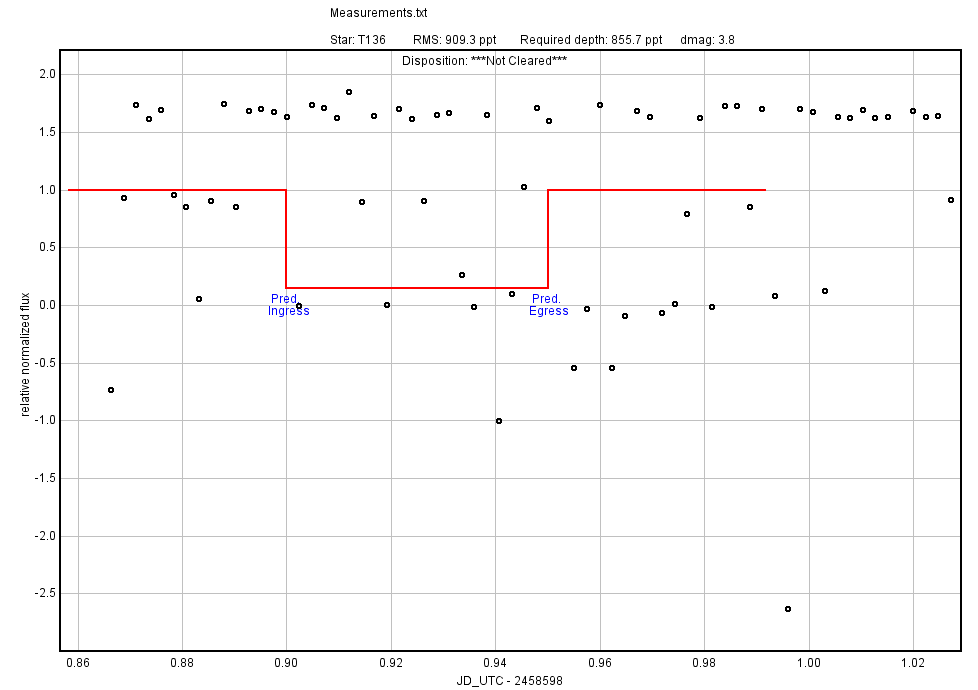 Measurements.txt
Star: T136 RMS: 909.3 ppt Required depth: 855.7 ppt dmag: 3.8
Disposition: ***Not Cleared***
2.0
1.5
1.0
0.5
0.0
-0.5
-1.0
-1.5
-2.0
-2.5
relative normalized flux
Pred.
Ingress
Pred.
Egress
0.86 0.88 0.90 0.92 0.94 0.96 0.98 1.00 1.02
JD_UTC - 2458598